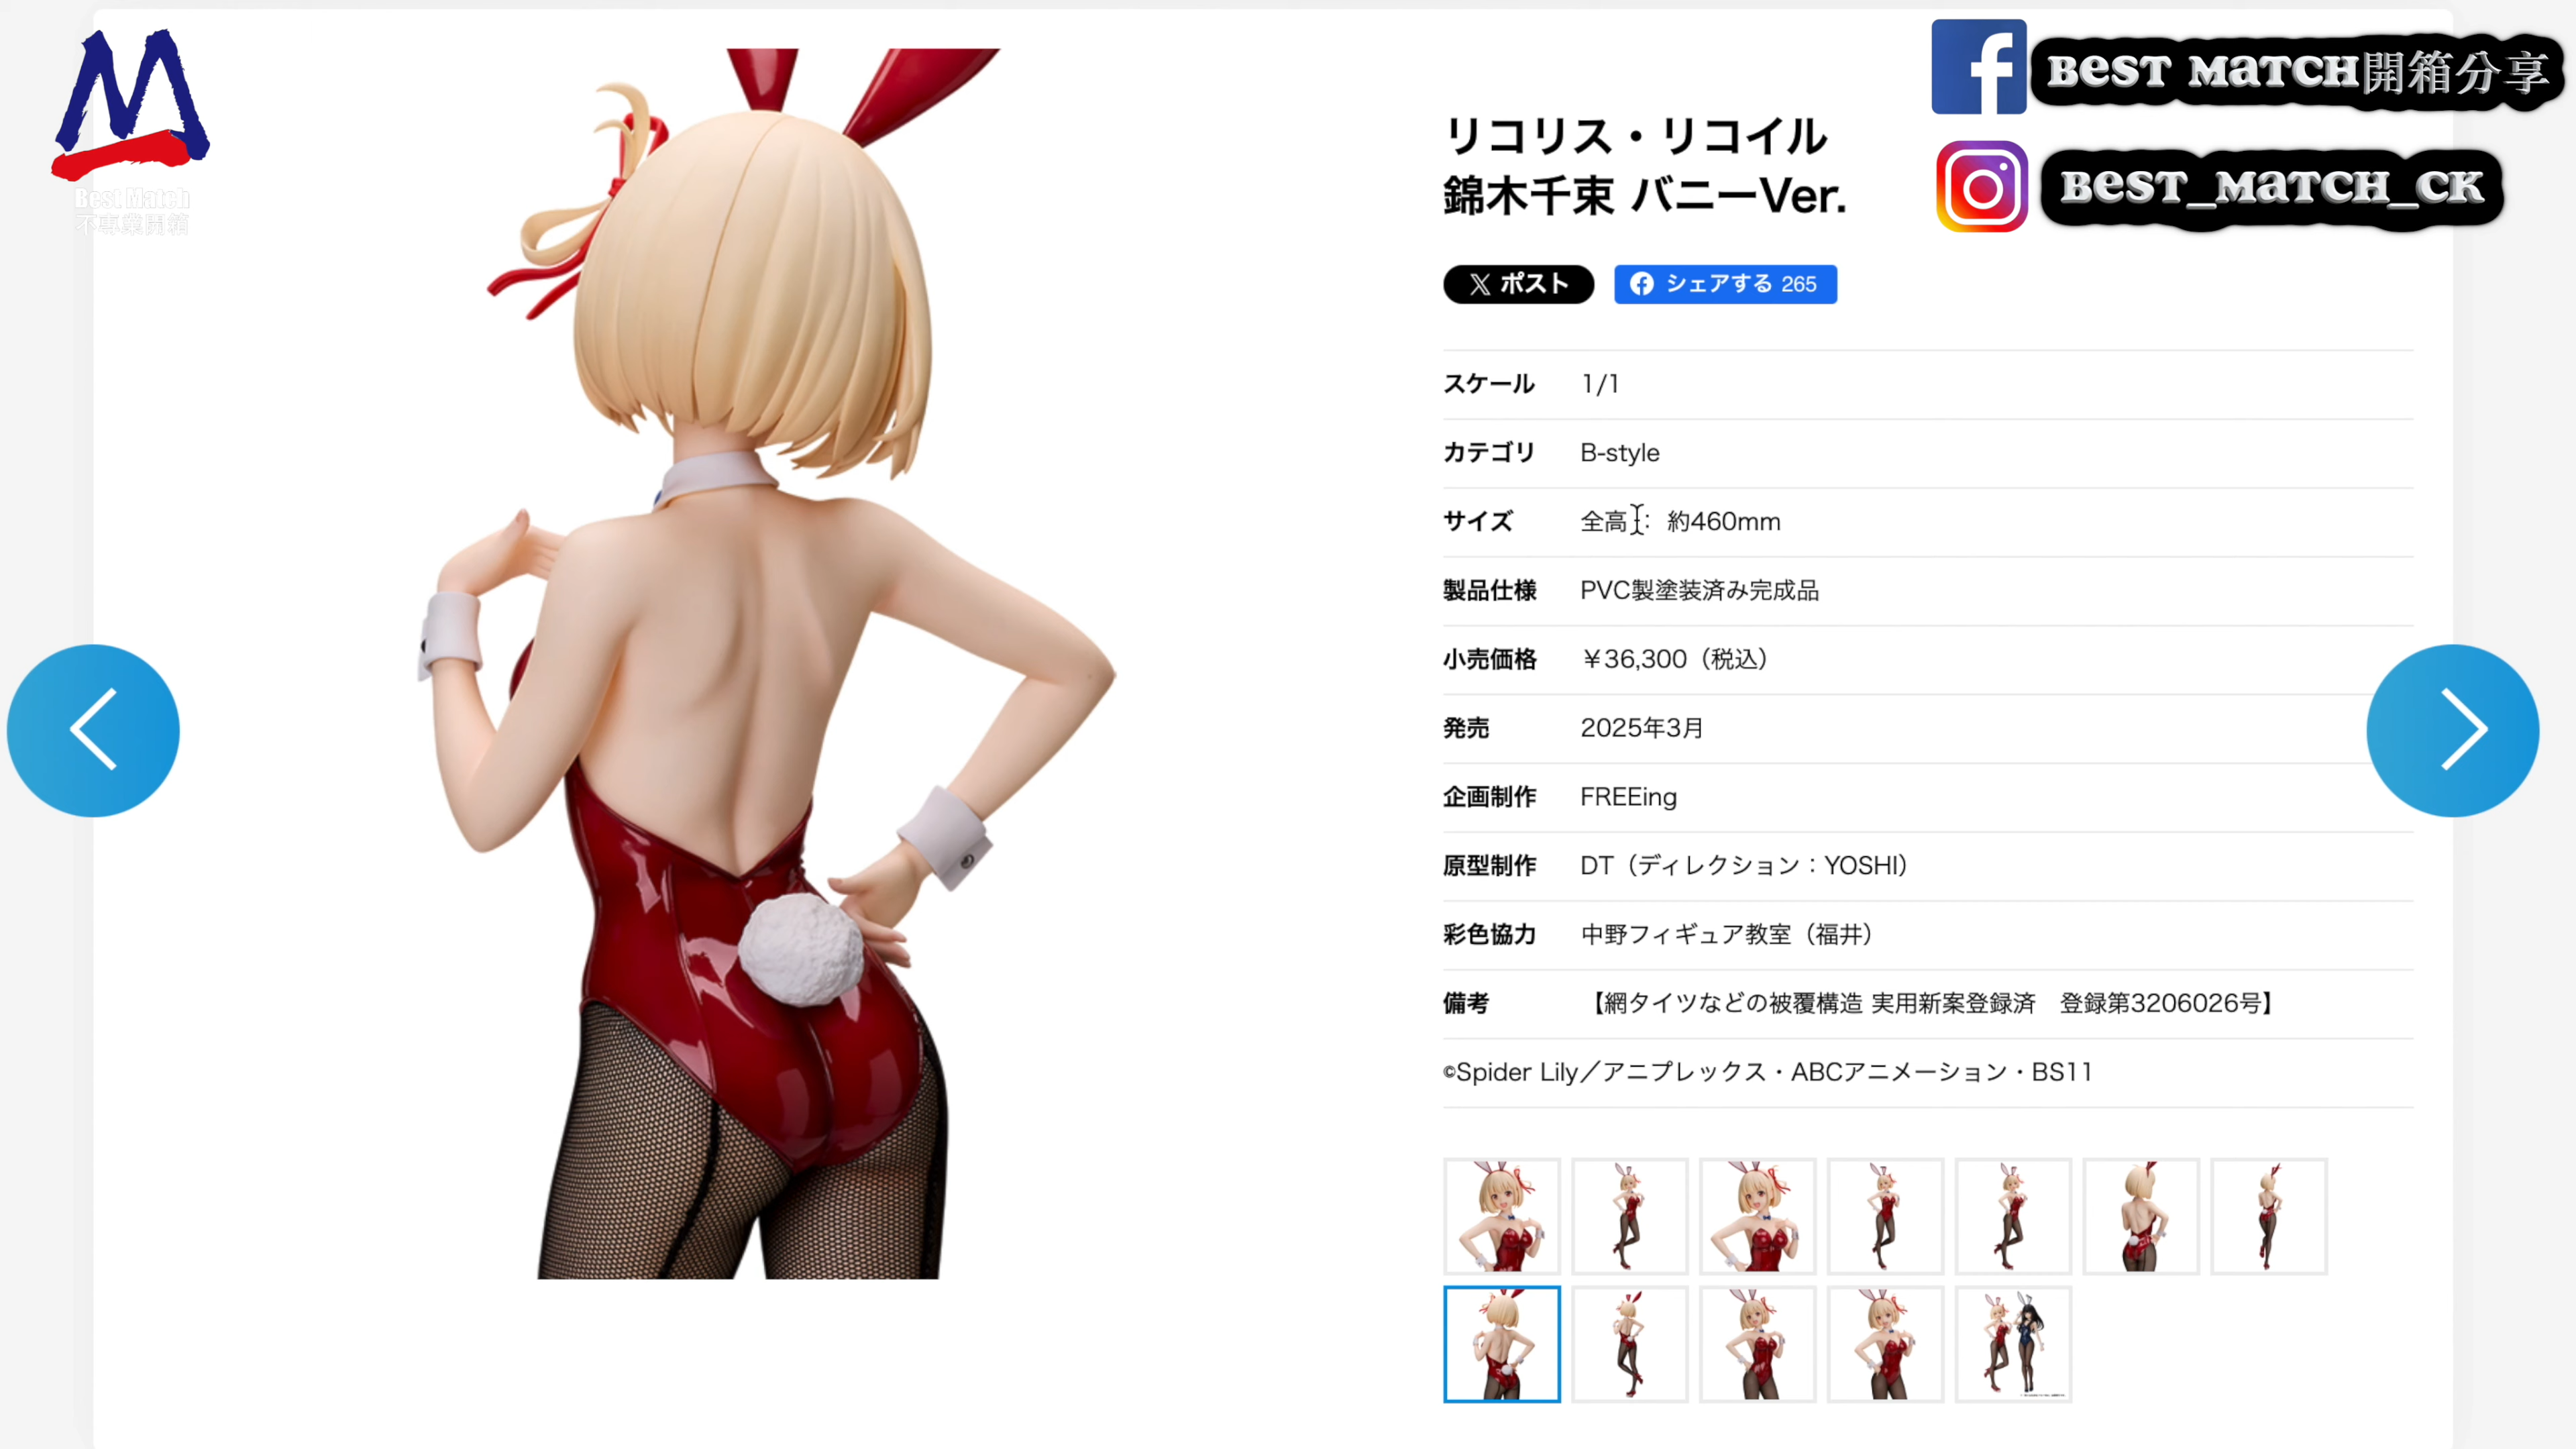 Best Match
不專業開箱
BEST MATCH開箱分享
BEST_MATCH_CK
リコリス・リコイル
錦木千束 バニーVer.
ポスト
シェアする 265
スケール 1/1
カテゴリ B-style
サイズ 全高： 約460mm
製品仕様 PVC製塗装済み完成品
小売価格 ￥36,300（税込）
発売 2025年3月
企画制作 FREEing
原型制作 DT（ディレクション：YOSHI）
彩色協力 中野フィギュア教室（福井）
備考 【網タイツなどの被覆構造 実用新案登録済　登録第3206026号】
©Spider Lily／アニプレックス・ABCアニメーション・BS11